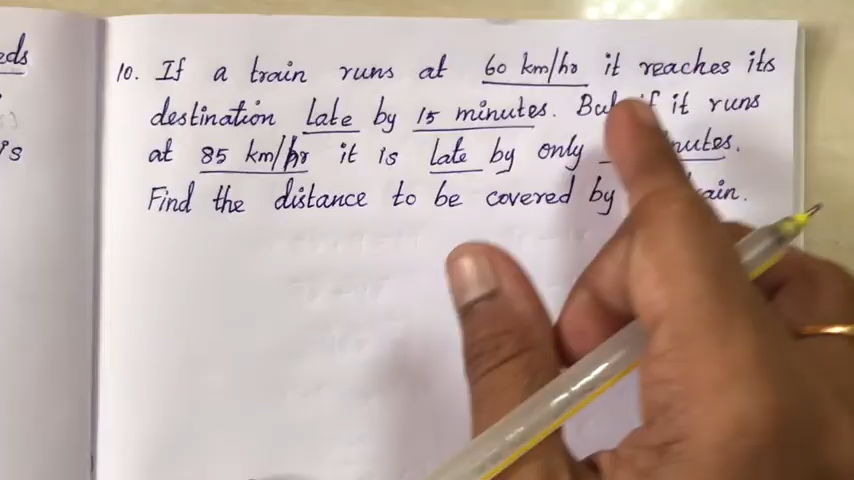 eds
is
10. If a train runs at 60 km/hr it reaches its
destination late by 15 minutes. But if it runs
at 85 km/hr it is late by only
Find the distance to be covered by